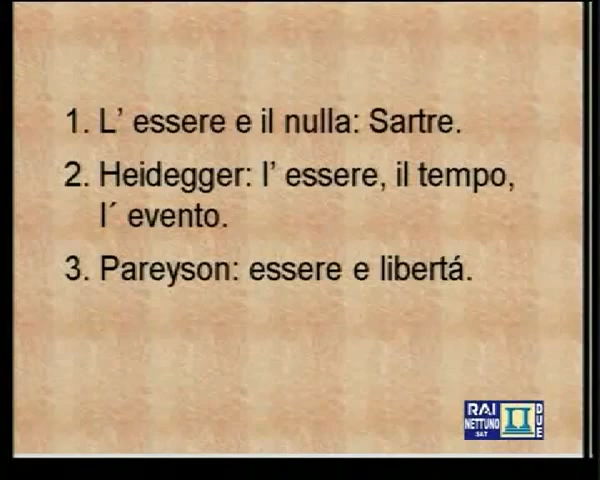 1. L’ essere e il nulla: Sartre.
2. Heidegger: l’ essere, il tempo,
l´ evento.
3. Pareyson: essere e libertá.
RAI
NETTUNO
SAT
DUE